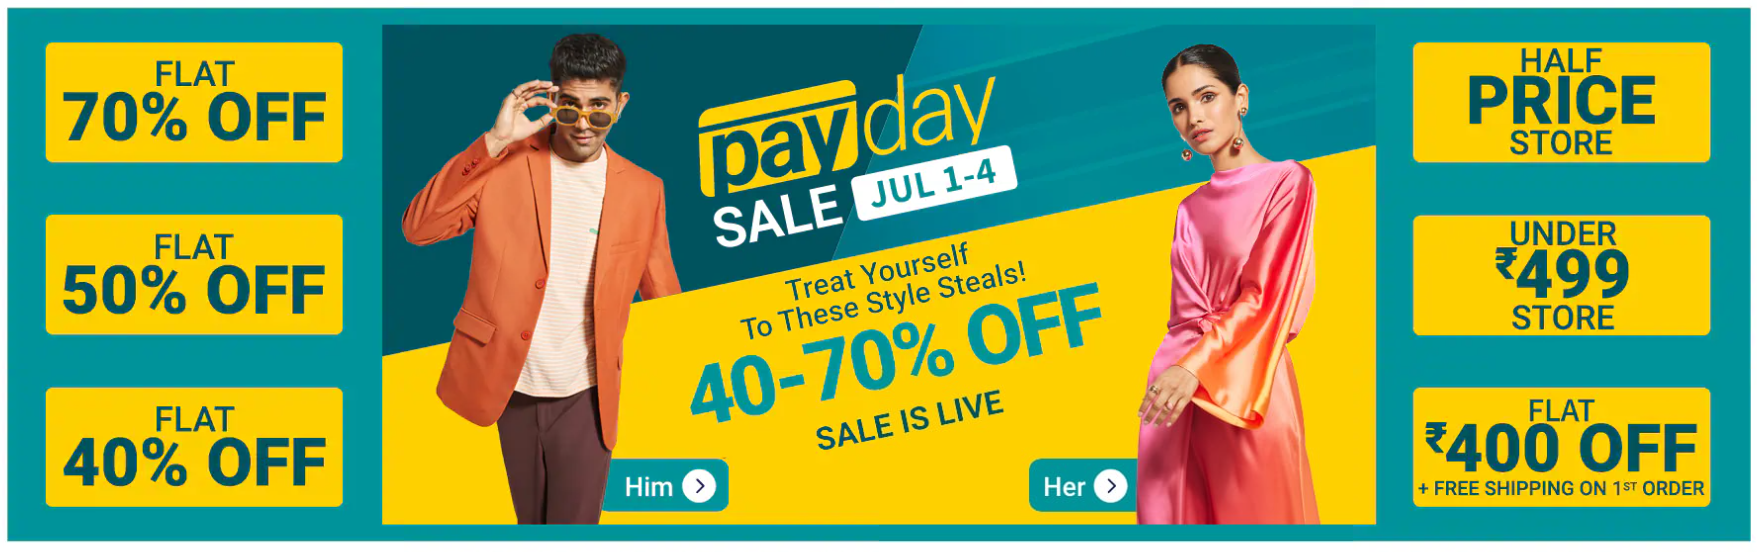 FLAT
70% OFF
FLAT
50% OFF
FLAT
40% OFF
payday
SALE JUL 1-4
Treat Yourself
To These Style Steals!
40-70% OFF
SALE IS LIVE
Him
Her
HALF
PRICE
STORE
UNDER
₹499
STORE
FLAT
₹400 OFF
+ FREE SHIPPING ON 1ST ORDER